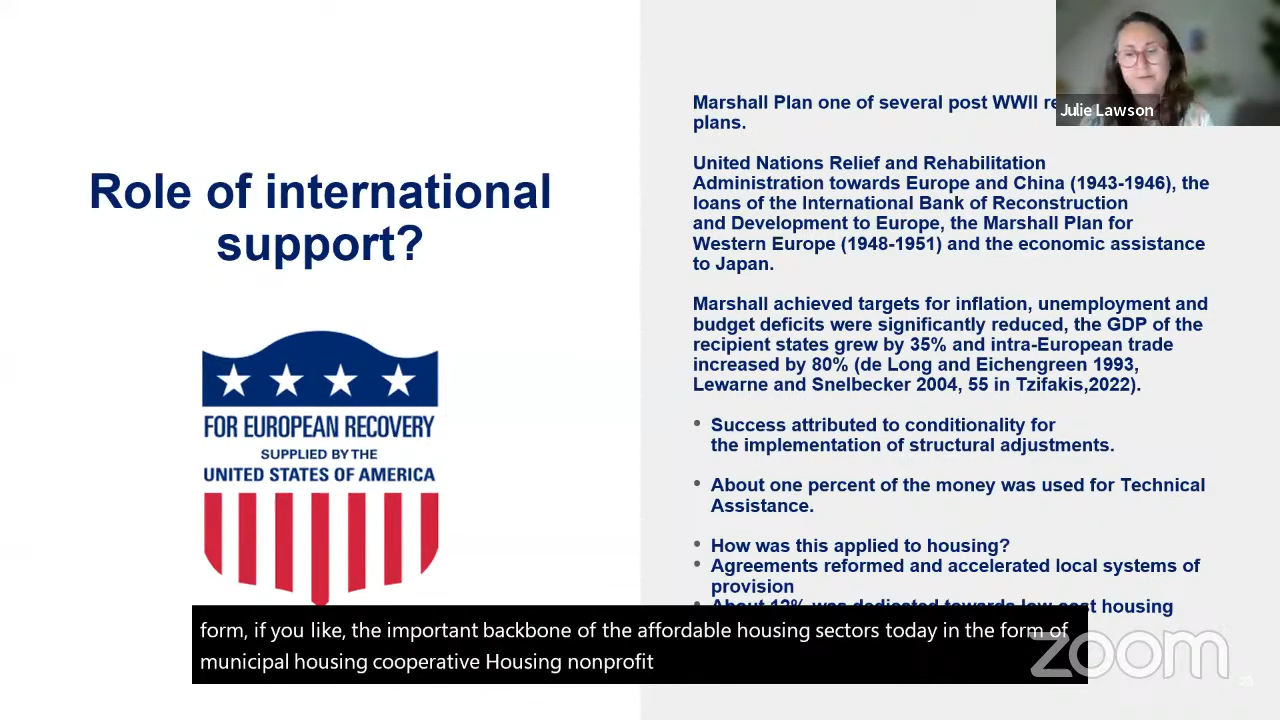 Role of international
support?
FOR EUROPEAN RECOVERY
SUPPLIED BY THE
UNITED STATES OF AMERICA
Marshall Plan one of several post WWII
plans.
United Nations Relief and Rehabilitation
Administration towards Europe and China (1943-1946), the
loans of the International Bank of Reconstruction
and Development to Europe, the Marshall Plan for
Western Europe (1948-1951) and the economic assistance
to Japan.
Marshall achieved targets for inflation, unemployment and
budget deficits were significantly reduced, the GDP of the
recipient states grew by 35% and intra-European trade
increased by 80% (de Long and Eichengreen 1993,
Lewarne and Snelbecker 2004, 55 in Tzifakis,2022).
• Success attributed to conditionality for
the implementation of structural adjustments.
• About one percent of the money was used for Technical
Assistance.
• How was this applied to housing?
• Agreements reformed and accelerated local systems of
provision
• About 12% was dedicated towards low cost housing
Julie Lawson
form, if you like, the important backbone of the affordable housing sectors today in the form of
municipal housing cooperative Housing nonprofit
zoom